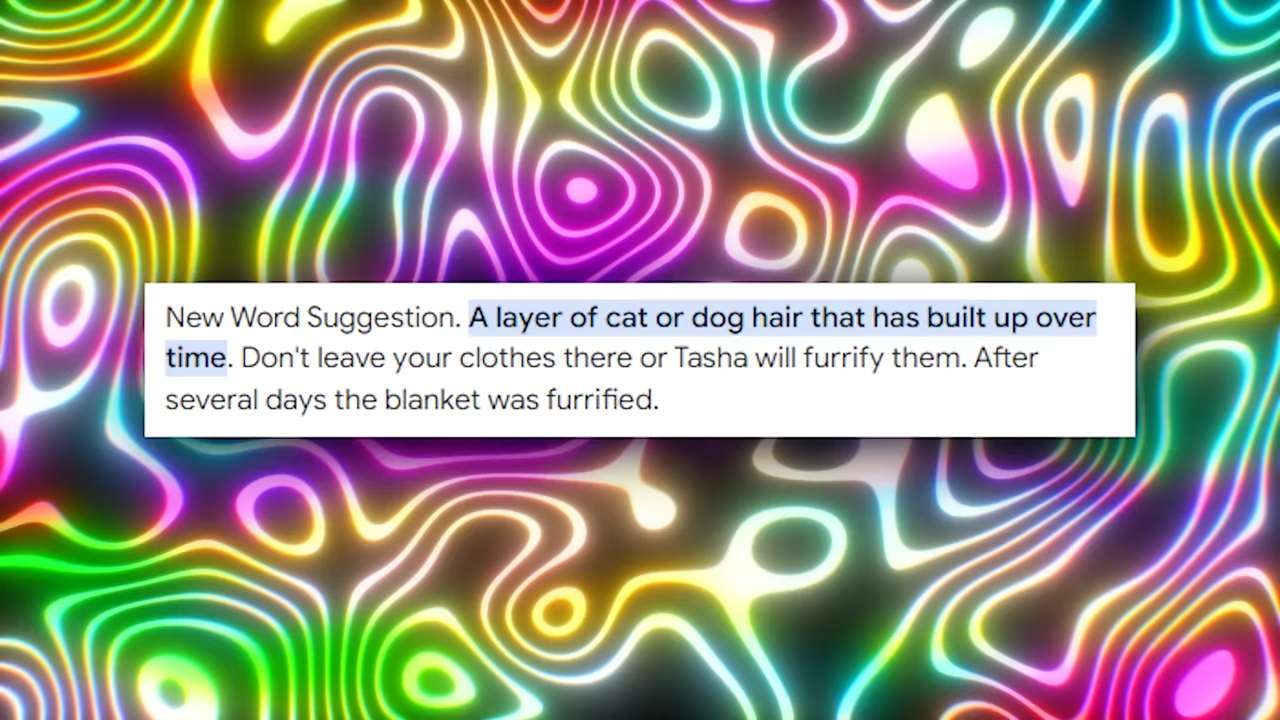 New Word Suggestion. A layer of cat or dog hair that has built up over
time. Don't leave your clothes there or Tasha will furrify them. After
several days the blanket was furrified.